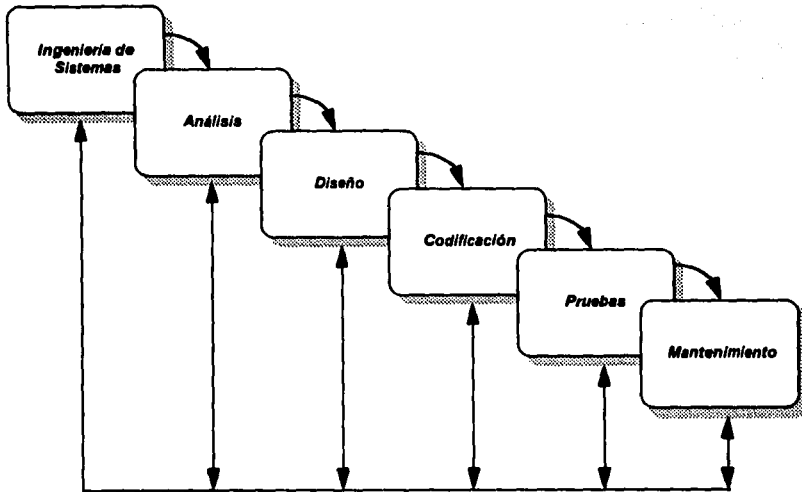 Ingeniería de
Sistemas
Análisis
Diseño
Codificación
Pruebas
Mantenimiento